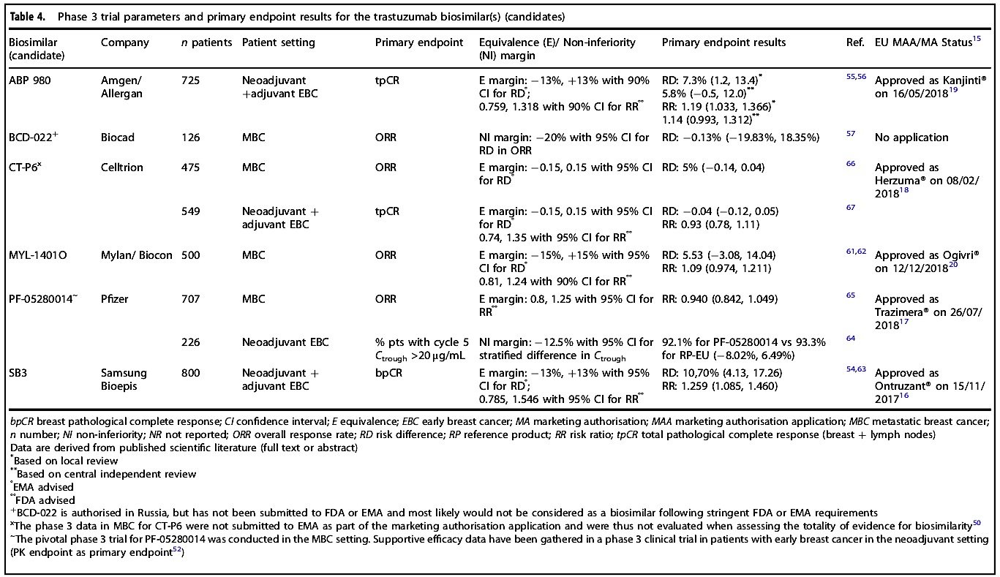 Table 4. Phase 3 trial parameters and primary endpoint results for the trastuzumab biosimilar(s) (candidates)
Biosimilar (candidate) Company n patients Patient setting Primary endpoint Equivalence (E)/ Non-inferiority (NI) margin Primary endpoint results Ref. EU MAA/MA Status15
ABP 980 Amgen/ Allergan 725 Neoadjuvant +adjuvant EBC tpCR E margin: −13%, +13% with 90% CI for RD°; 0.759, 1.318 with 90% CI for RR°° RD: 7.3% (1.2, 13.4)* 5.8% (−0.5, 12.0)** RR: 1.19 (1.033, 1.366)* 1.14 (0.993, 1.312)** 55,56 Approved as Kanjinti® on 16/05/201819
BCD-022+ Biocad 126 MBC ORR NI margin: −20% with 95% CI for RD in ORR RD: −0.13% (−19.83%, 18.35%) 57 No application
CT-P6x Celltrion 475 MBC ORR E margin: −0.15, 0.15 with 95% CI for RD° RD: 5% (−0.14, 0.04) 66 Approved as Herzuma® on 08/02/201818
549 Neoadjuvant + adjuvant EBC tpCR E margin: −0.15, 0.15 with 95% CI for RD° 0.74, 1.35 with 95% CI for RR°° RD: −0.04 (−0.12, 0.05) RR: 0.93 (0.78, 1.11) 67
MYL-1401O Mylan/ Biocon 500 MBC ORR E margin: −15%, +15% with 95% CI for RD° 0.81, 1.24 with 90% CI for RR°° RD: 5.53 (−3.08, 14.04) RR: 1.09 (0.974, 1.211) 61,62 Approved as Ogivri® on 12/12/201820
PF-05280014~ Pfizer 707 MBC ORR E margin: 0.8, 1.25 with 95% CI for RR°° RR: 0.940 (0.842, 1.049) 65 Approved as Trazimera® on 26/07/201817
226 Neoadjuvant EBC % pts with cycle 5 Ctrough >20 μg/mL NI margin: −12.5% with 95% CI for stratified difference in Ctrough 92.1% for PF-05280014 vs 93.3% for RP-EU (−8.02%, 6.49%) 64
SB3 Samsung Bioepis 800 Neoadjuvant + adjuvant EBC bpCR E margin: −13%, +13% with 95% CI for RD°; 0.785, 1.546 with 95% CI for RR°° RD: 10,70% (4.13, 17.26) RR: 1.259 (1.085, 1.460) 54,63 Approved as Ontruzant® on 15/11/201716
bpCR breast pathological complete response; CI confidence interval; E equivalence; EBC early breast cancer; MA marketing authorisation; MAA marketing authorisation application; MBC metastatic breast cancer;
n number; NI non-inferiority; NR not reported; ORR overall response rate; RD risk difference; RP reference product; RR risk ratio; tpCR total pathological complete response (breast + lymph nodes)
Data are derived from published scientific literature (full text or abstract)
*Based on local review
**Based on central independent review
°EMA advised
°°FDA advised
+BCD-022 is authorised in Russia, but has not been submitted to FDA or EMA and most likely would not be considered as a biosimilar following stringent FDA or EMA requirements
xThe phase 3 data in MBC for CT-P6 were not submitted to EMA as part of the marketing authorisation application and were thus not evaluated when assessing the totality of evidence for biosimilarity50
~The pivotal phase 3 trial for PF-05280014 was conducted in the MBC setting. Supportive efficacy data have been gathered in a phase 3 clinical trial in patients with early breast cancer in the neoadjuvant setting
(PK endpoint as primary endpoint52)